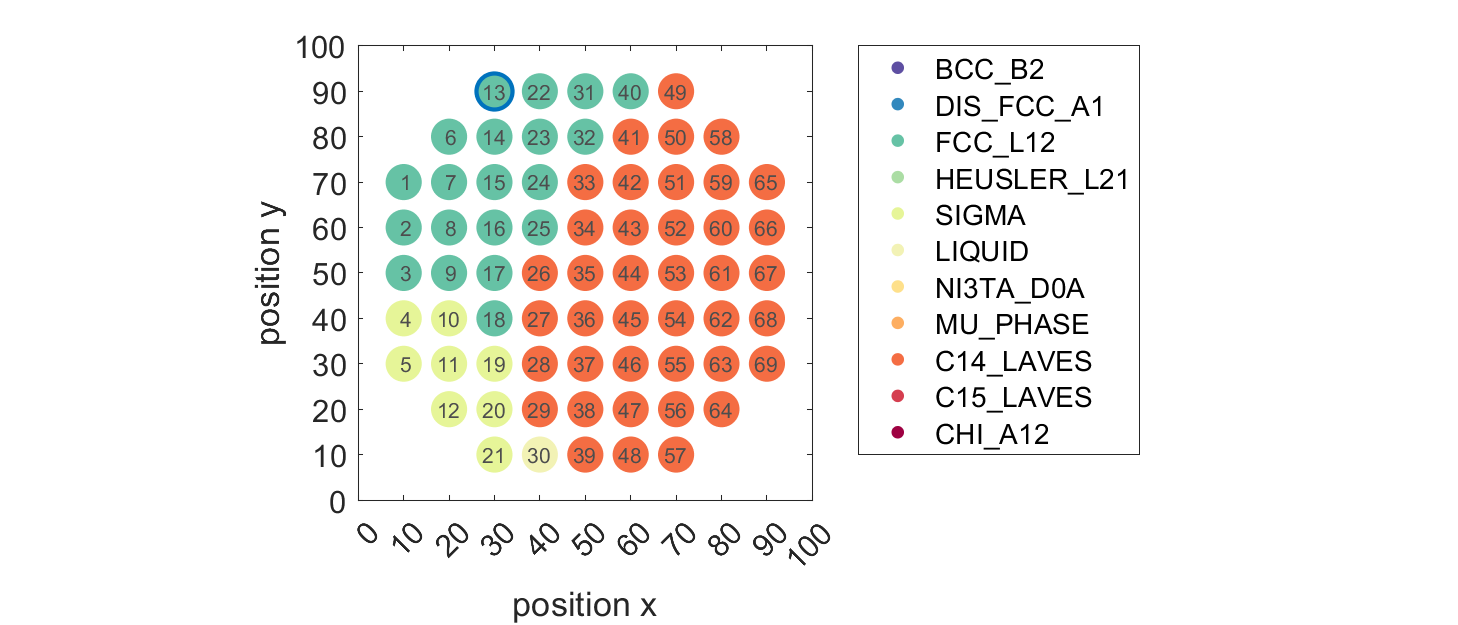 100
90
80
70
60
50
40
30
20
10
0
13 22 31 40 49
6 14 23 32 41 50 58
1 7 15 24 33 42 51 59 65
2 8 16 25 34 43 52 60 66
3 9 17 26 35 44 53 61 67
4 10 18 27 36 45 54 62 68
5 11 19 28 37 46 55 63 69
12 20 29 38 47 56 64
21 30 39 48 57
0 10 20 30 40 50 60 70 80 90 100
position x
position y
BCC_B2
DIS_FCC_A1
FCC_L12
HEUSLER_L21
SIGMA
LIQUID
NI3TA_D0A
MU_PHASE
C14_LAVES
C15_LAVES
CHI_A12